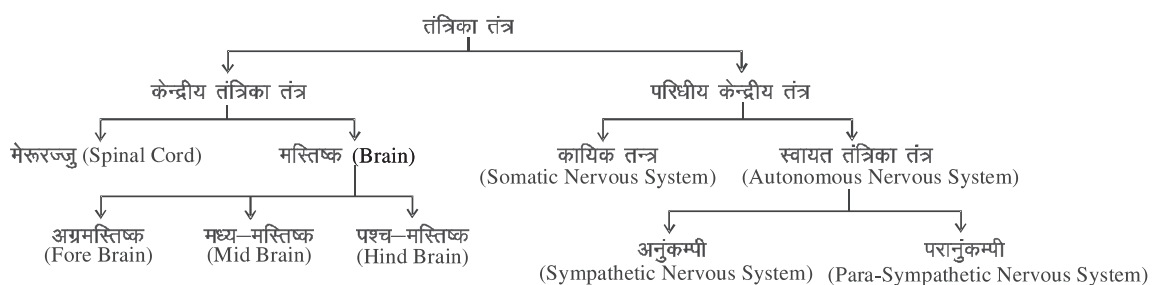 तंत्रिका तंत्र
केन्द्रीय तंत्रिका तंत्र
परिधीय केन्द्रीय तंत्र
मेरूरज्जु (Spinal Cord)
मस्तिष्क (Brain)
कायिक तन्त्र
(Somatic Nervous System)
स्वायत तंत्रिका तंत्र
(Autonomous Nervous System)
अग्रमस्तिष्क
(Fore Brain)
मध्य–मस्तिष्क
(Mid Brain)
पश्च–मस्तिष्क
(Hind Brain)
अनुंकम्पी
(Sympathetic Nervous System)
परानुंकम्पी
(Para-Sympathetic Nervous System)